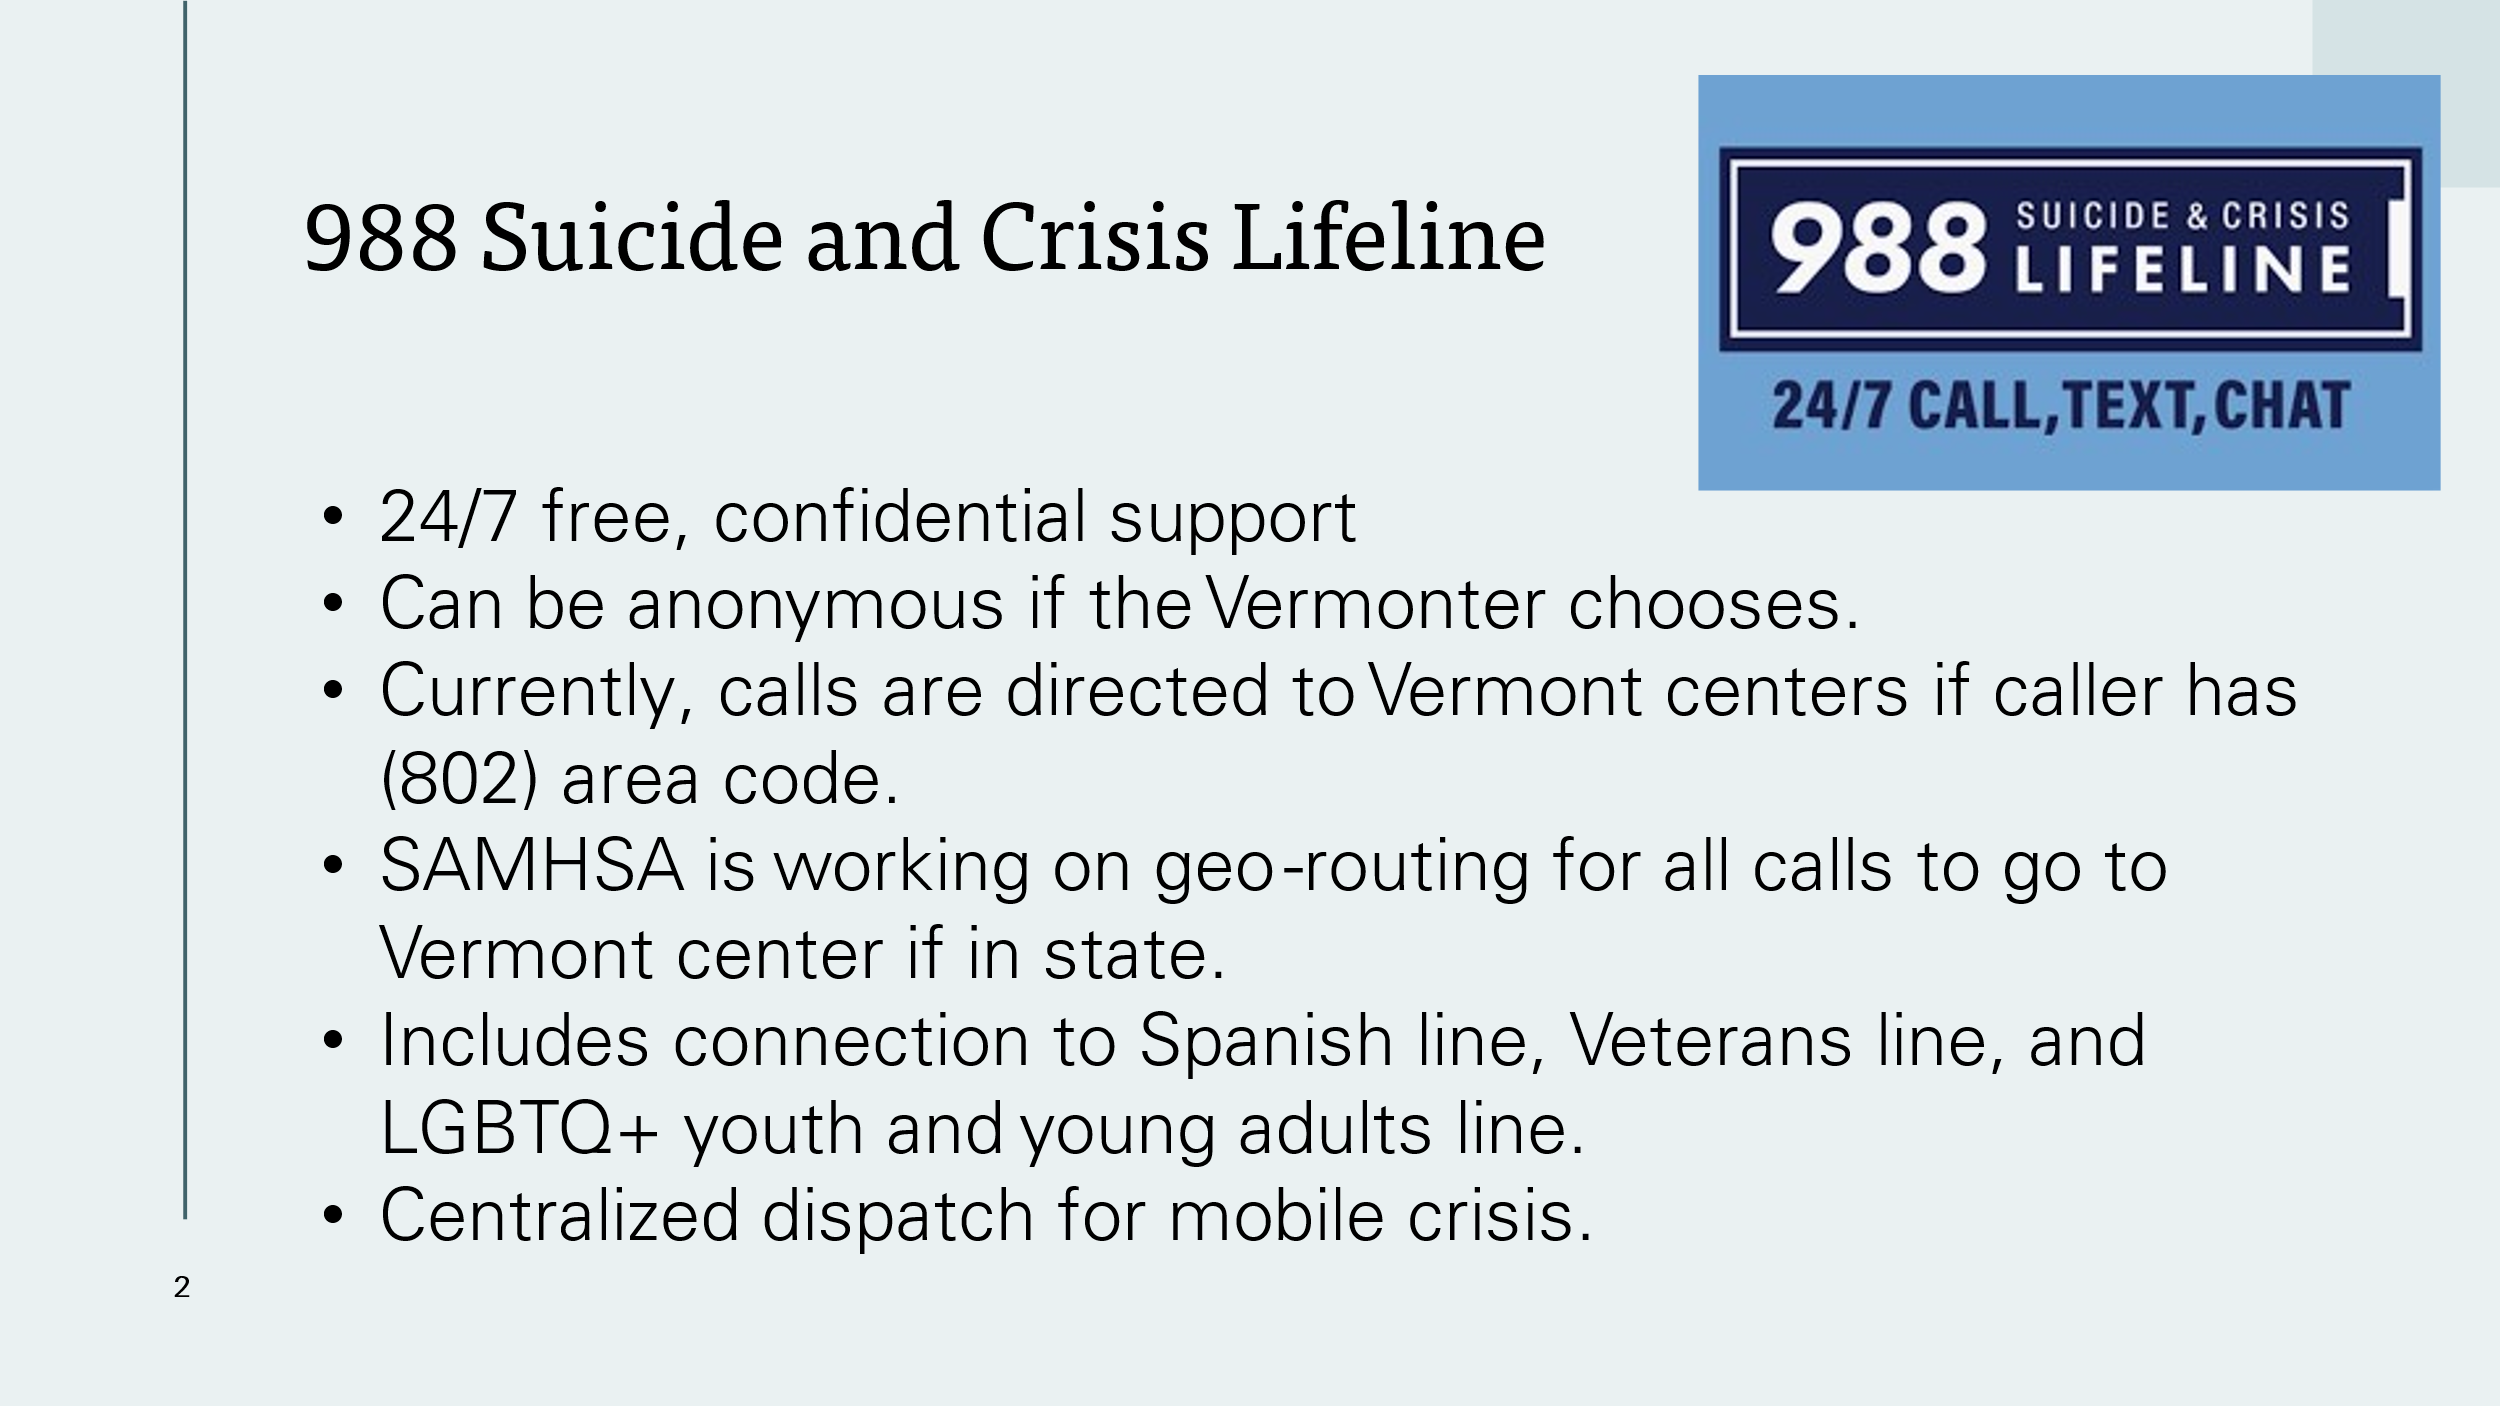 988 Suicide and Crisis Lifeline
988 SUICIDE & CRISIS
LIFELINE
24/7 CALL,TEXT,CHAT
• 24/7 free, confidential support
• Can be anonymous if the Vermonter chooses.
• Currently, calls are directed to Vermont centers if caller has
(802) area code.
• SAMHSA is working on geo-routing for all calls to go to
Vermont center if in state.
• Includes connection to Spanish line, Veterans line, and
LGBTQ+ youth and young adults line.
• Centralized dispatch for mobile crisis.
2